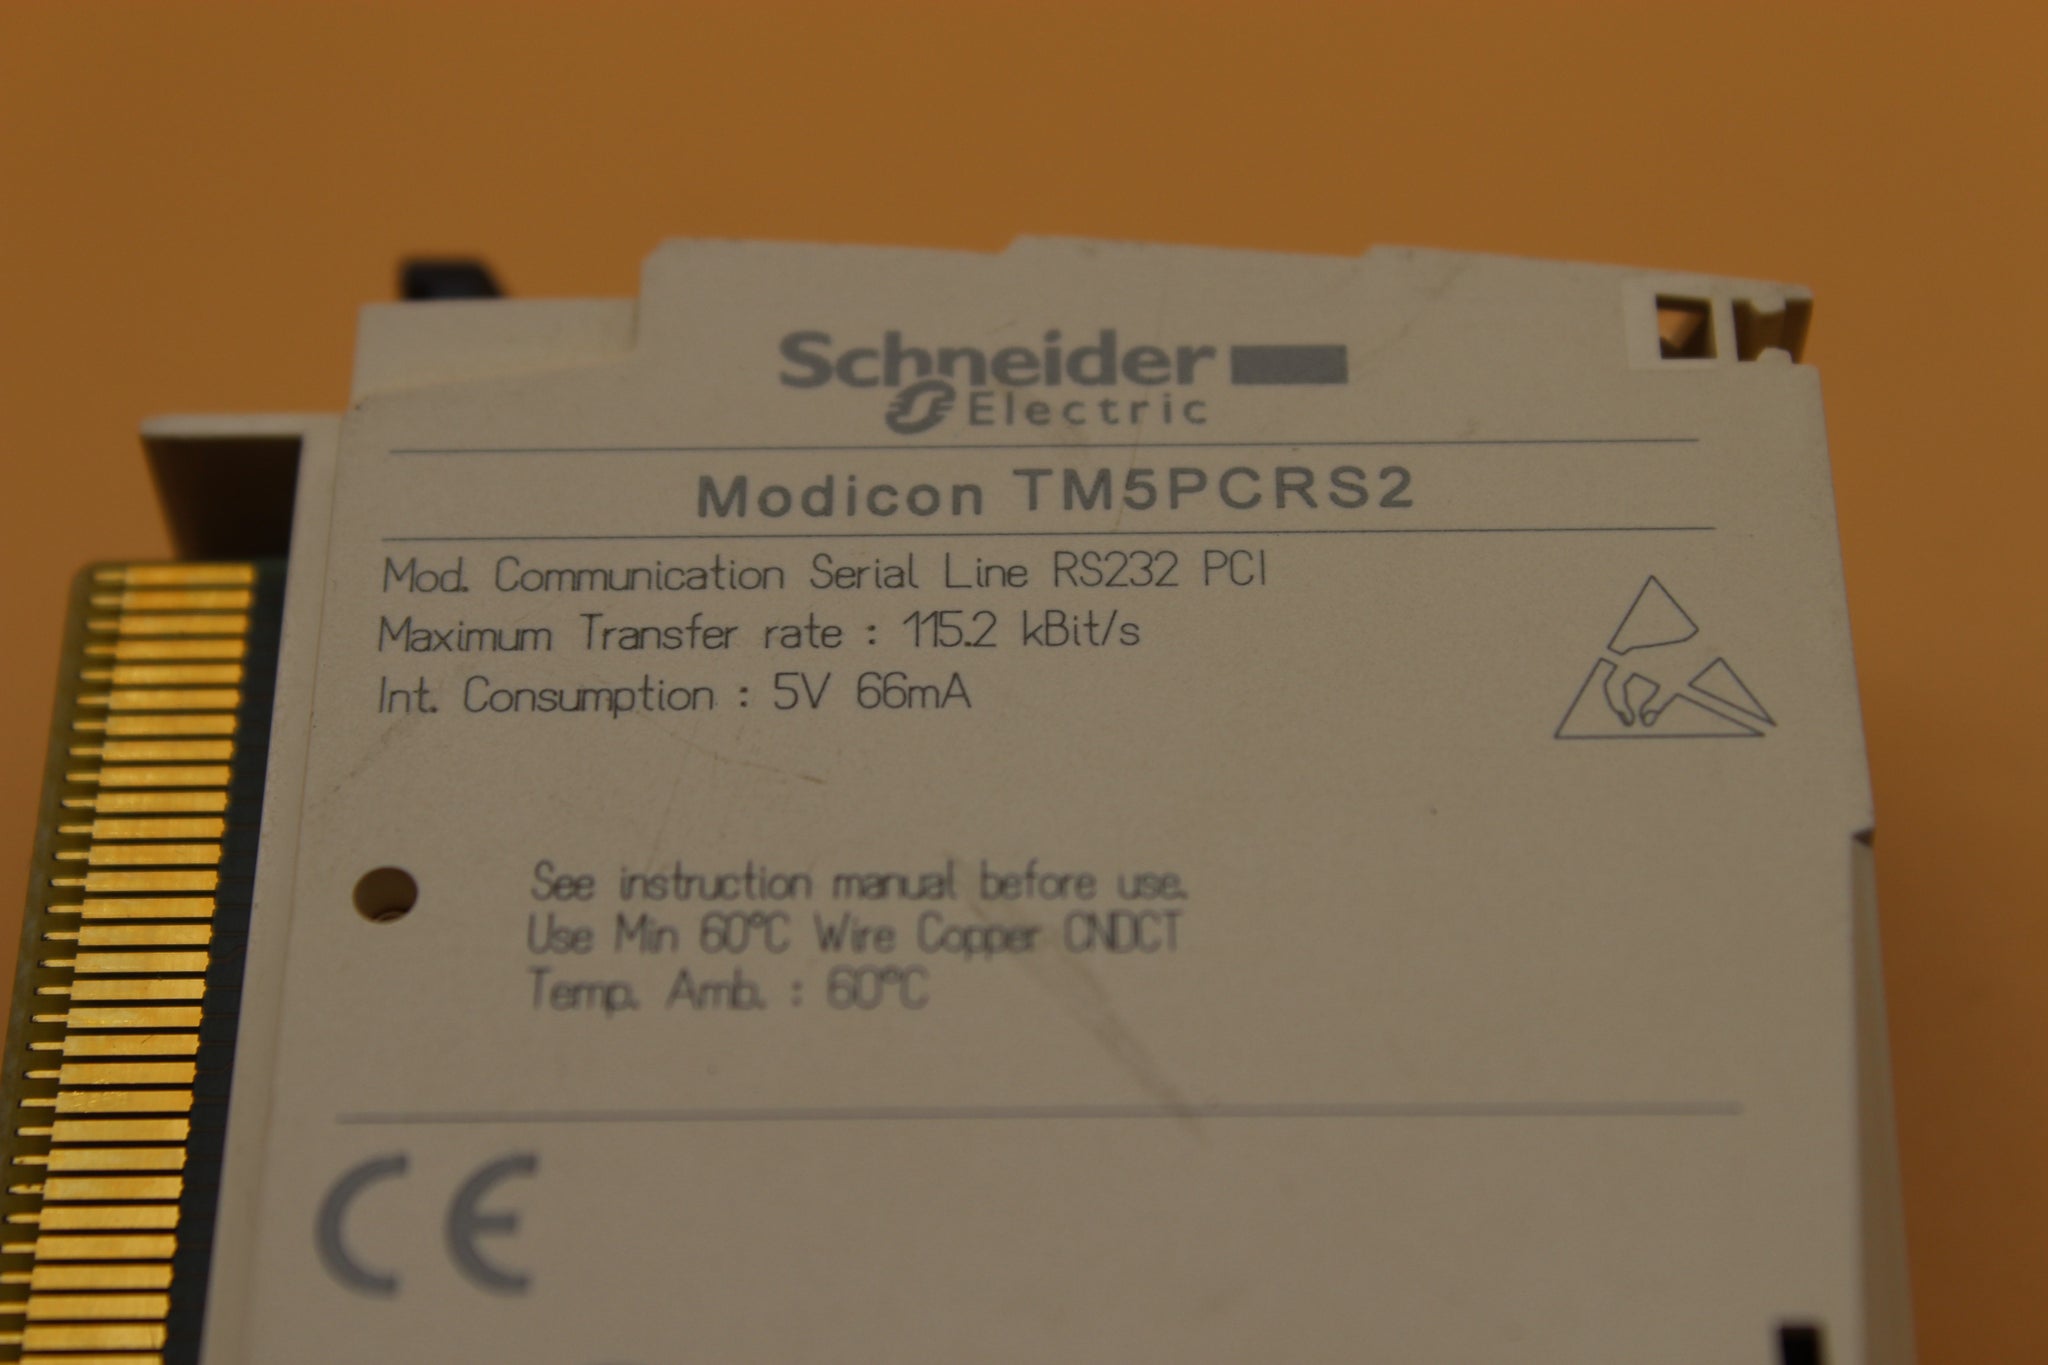 Schneider
Electric
Modicon TM5PCRS2
Mod. Communication Serial Line RS232 PCI
Maximum Transfer rate : 115.2 kBit/s
Int. Consumption : 5V 66mA
See instruction manual before use.
Use Min 60°C Wire Copper CNDCT
Temp. Amb. : 60°C
CE